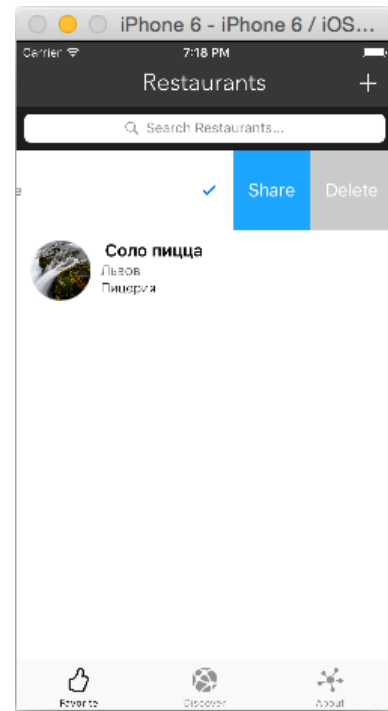 iPhone 6 - iPhone 6 / iOS...
Carrier 7:18 PM
Restaurants +
Search Restaurants...
e Share Delete
Соло пицца
Львов
Пицерия
Favorite Discover About